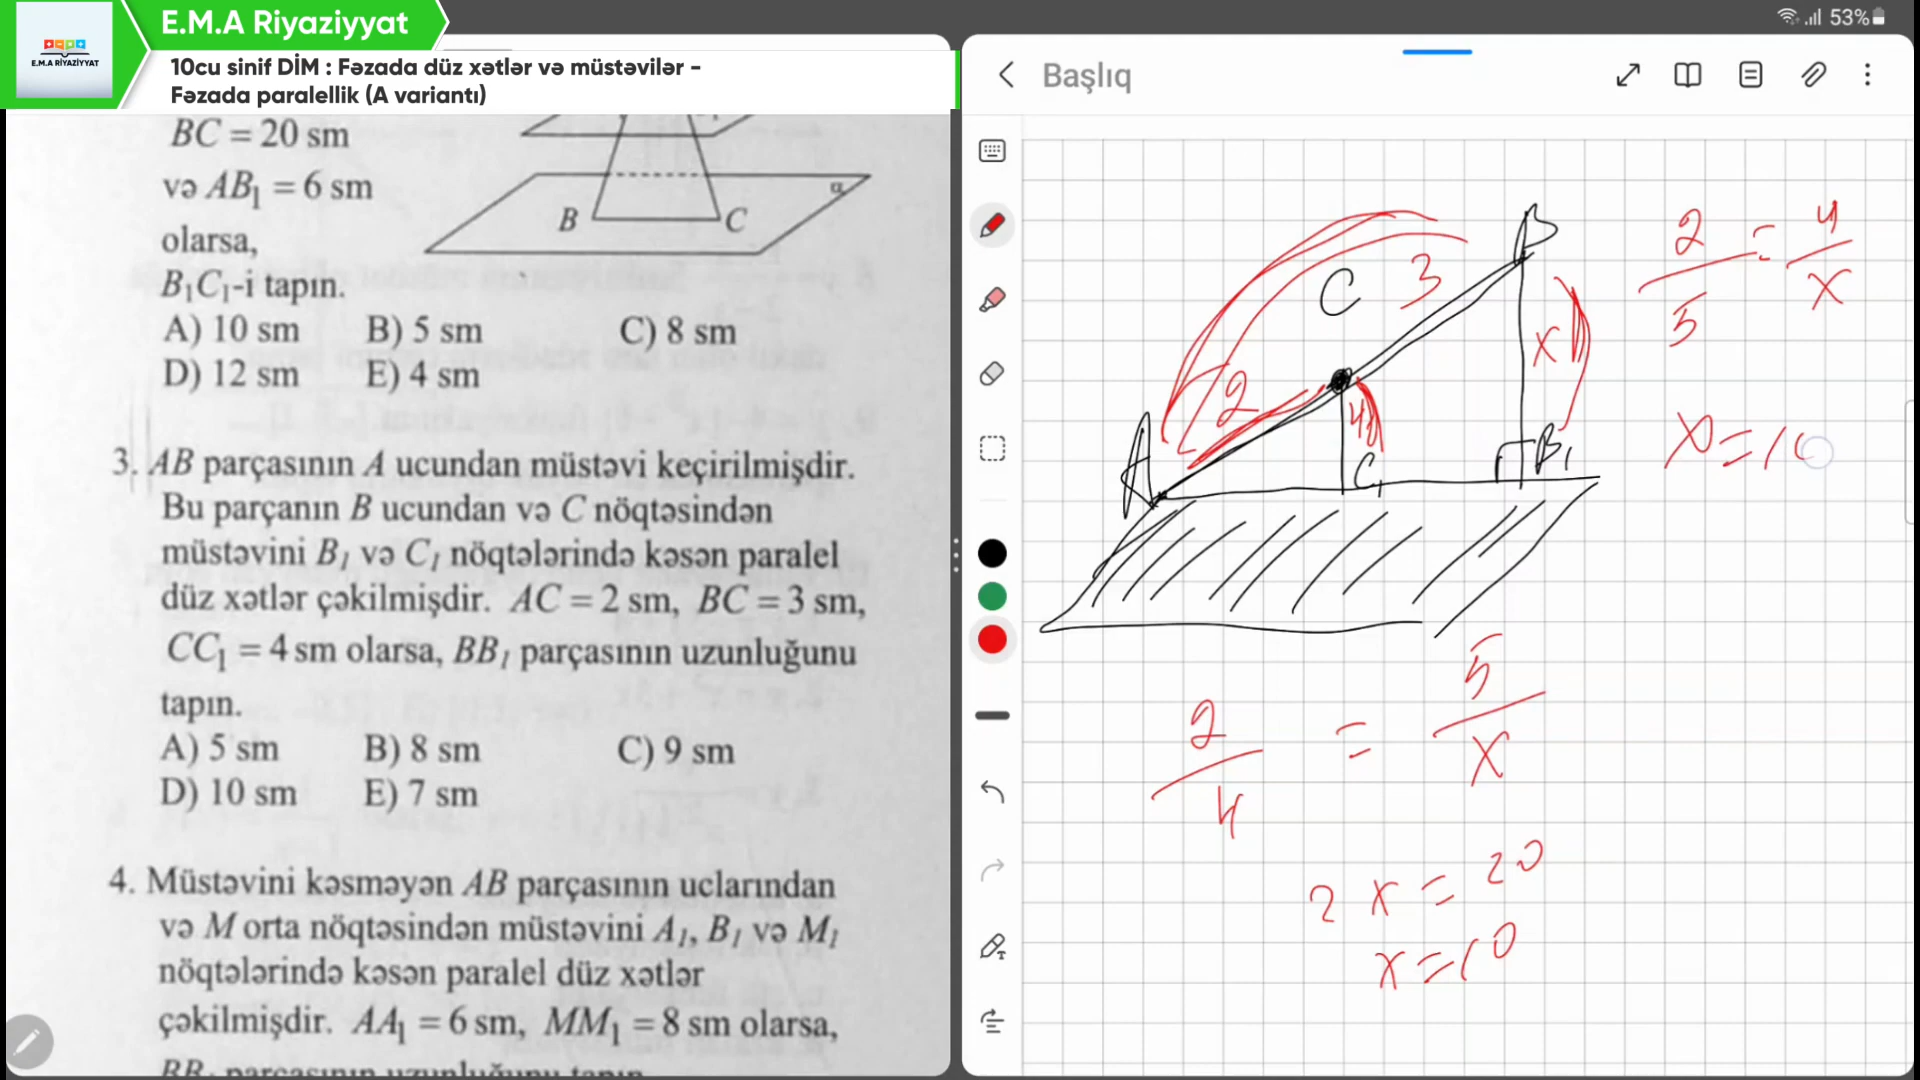 E.M.A Riyaziyyat
E.M.A RİYAZİYYAT
10cu sinif DİM : Fəzada düz xətlər və müstəvilər -
Fəzada paralellik (A variantı)
BC = 20 sm
və AB₁ = 6 sm
olarsa,
B₁C₁-i tapın.
A) 10 sm B) 5 sm C) 8 sm
D) 12 sm E) 4 sm
B C α
3. AB parçasının A ucundan müstəvi keçirilmişdir.
Bu parçanın B ucundan və C nöqtəsindən
müstəvini B₁ və C₁ nöqtələrində kəsən paralel
düz xətlər çəkilmişdir. AC = 2 sm, BC = 3 sm,
CC₁ = 4 sm olarsa, BB₁ parçasının uzunluğunu
tapın.
A) 5 sm B) 8 sm C) 9 sm
D) 10 sm E) 7 sm
4. Müstəvini kəsməyən AB parçasının uclarından
və M orta nöqtəsindən müstəvini A₁, B₁ və M₁
nöqtələrində kəsən paralel düz xətlər
çəkilmişdir. AA₁ = 6 sm, MM₁ = 8 sm olarsa,
BB₁ parçasının uzunluğunu tapın
53%
Başlıq
B
C 3
2 4 x
A C₁ B₁
2/5 = 4/x
x = 10
2/4 = 5/x
2x = 20
x = 10